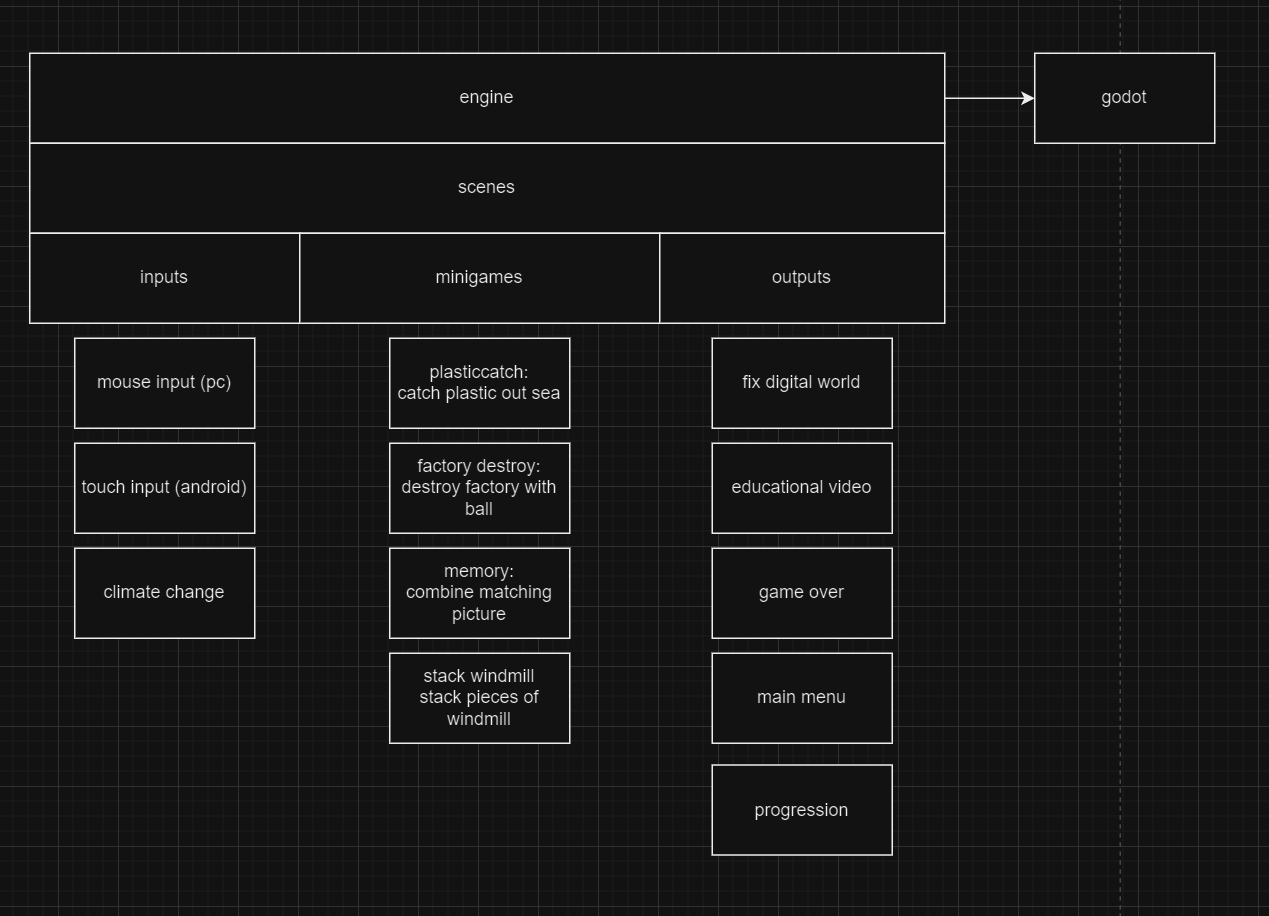 engine
godot
scenes
inputs
minigames
outputs
mouse input (pc)
touch input (android)
climate change
plasticcatch:
catch plastic out sea
factory destroy:
destroy factory with
ball
memory:
combine matching
picture
stack windmill
stack pieces of
windmill
fix digital world
educational video
game over
main menu
progression